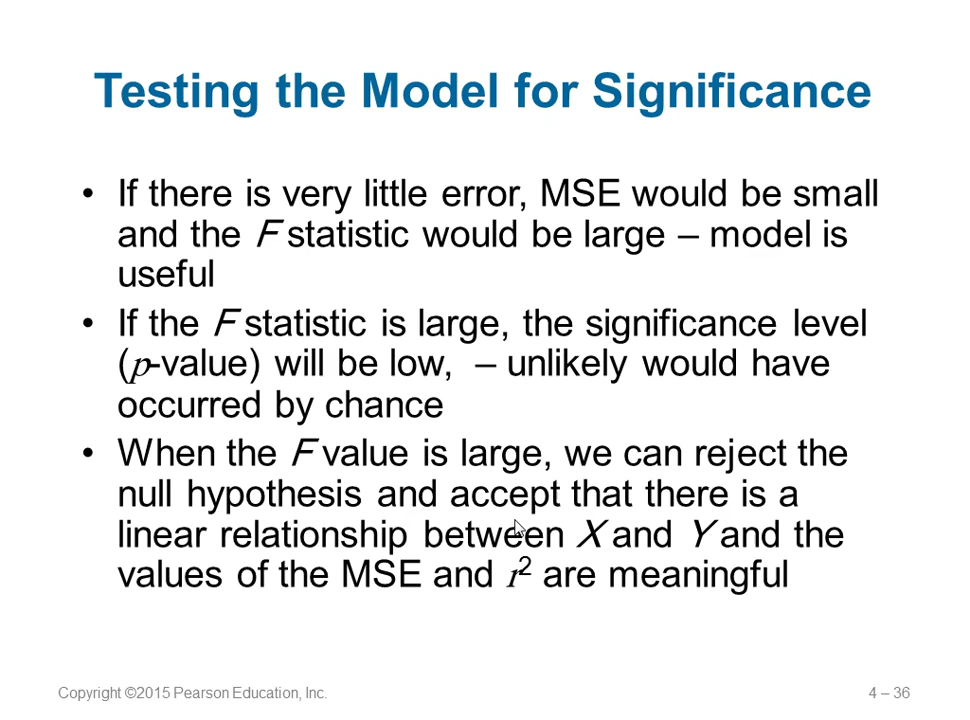 Testing the Model for Significance
• If there is very little error, MSE would be small
and the F statistic would be large – model is
useful
• If the F statistic is large, the significance level
(p-value) will be low,  – unlikely would have
occurred by chance
• When the F value is large, we can reject the
null hypothesis and accept that there is a
linear relationship between X and Y and the
values of the MSE and r² are meaningful
Copyright ©2015 Pearson Education, Inc.
4 – 36